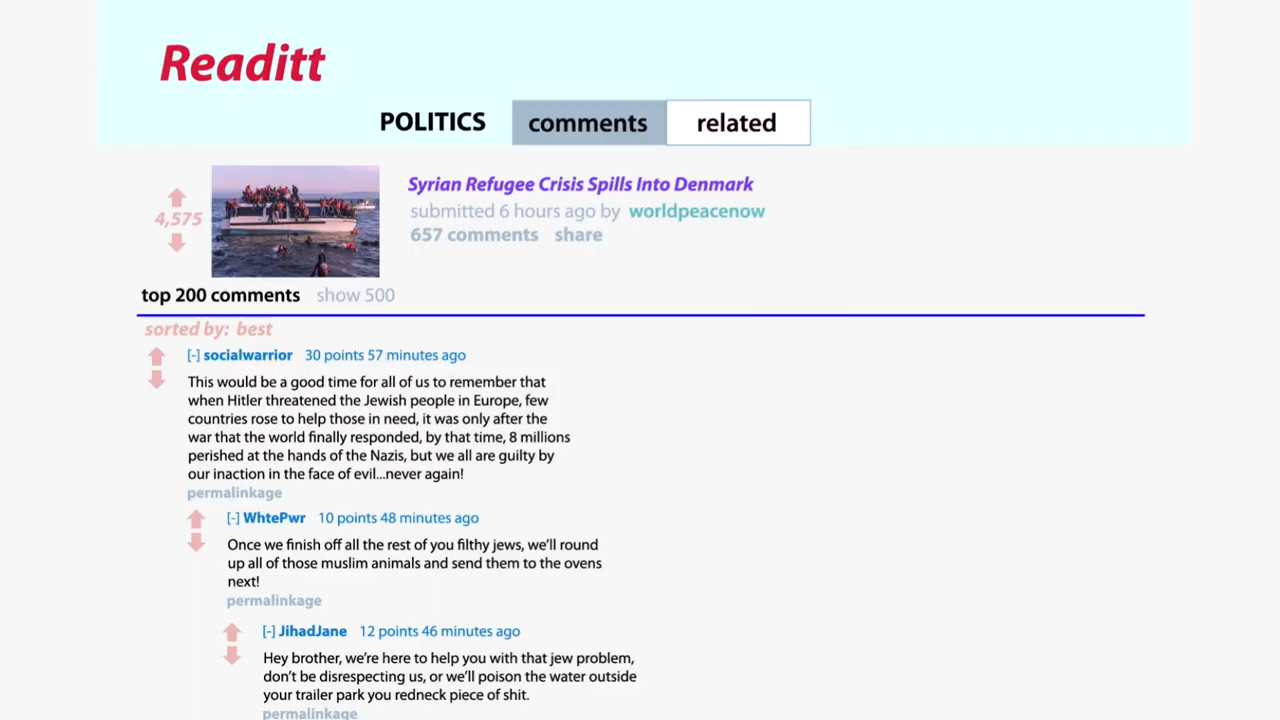 Readitt
POLITICS comments related
Syrian Refugee Crisis Spills Into Denmark
submitted 6 hours ago by worldpeacenow
4,575
657 comments share
top 200 comments show 500
sorted by: best
[-] socialwarrior 30 points 57 minutes ago
This would be a good time for all of us to remember that
when Hitler threatened the Jewish people in Europe, few
countries rose to help those in need, it was only after the
war that the world finally responded, by that time, 8 millions
perished at the hands of the Nazis, but we all are guilty by
our inaction in the face of evil...never again!
permalinkage
[-] WhtePwr 10 points 48 minutes ago
Once we finish off all the rest of you filthy jews, we'll round
up all of those muslim animals and send them to the ovens
next!
permalinkage
[-] JihadJane 12 points 46 minutes ago
Hey brother, we're here to help you with that jew problem,
don't be disrespecting us, or we'll poison the water outside
your trailer park you redneck piece of shit.
permalinkage